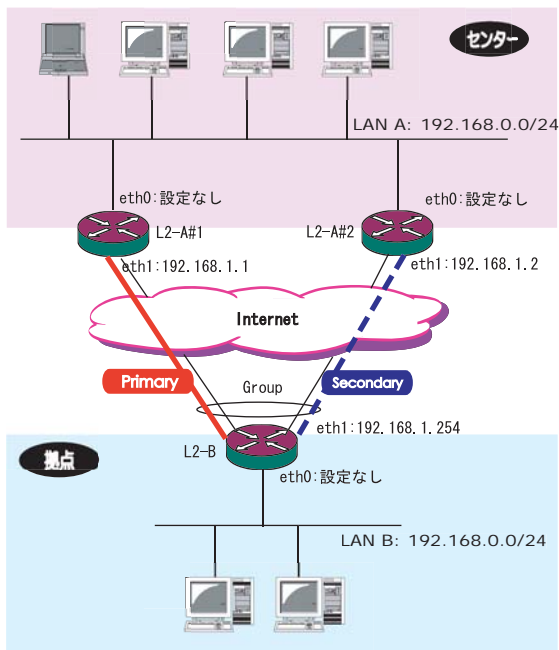 センター
LAN A: 192.168.0.0/24
eth0:設定なし
eth0:設定なし
L2-A#1
L2-A#2
eth1:192.168.1.1
eth1:192.168.1.2
Internet
Primary
Group
Secondary
eth1:192.168.1.254
拠点
L2-B
eth0:設定なし
LAN B: 192.168.0.0/24